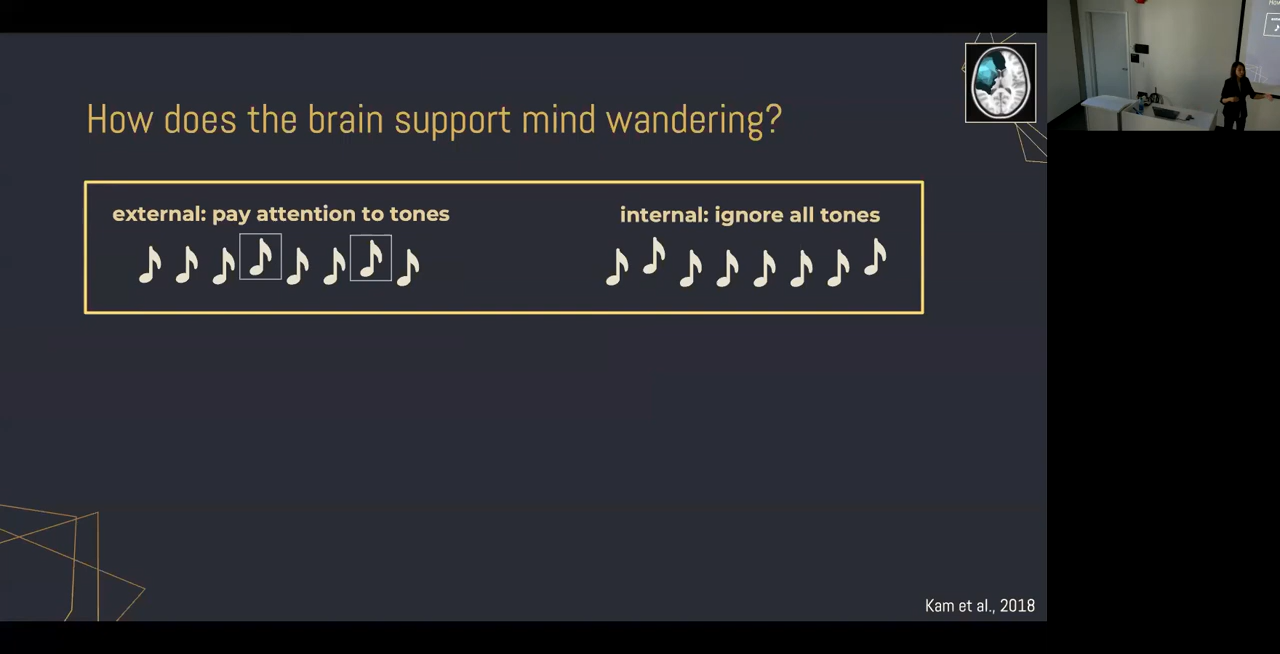 How does the brain support mind wandering?
external: pay attention to tones
internal: ignore all tones
Kam et al., 2018